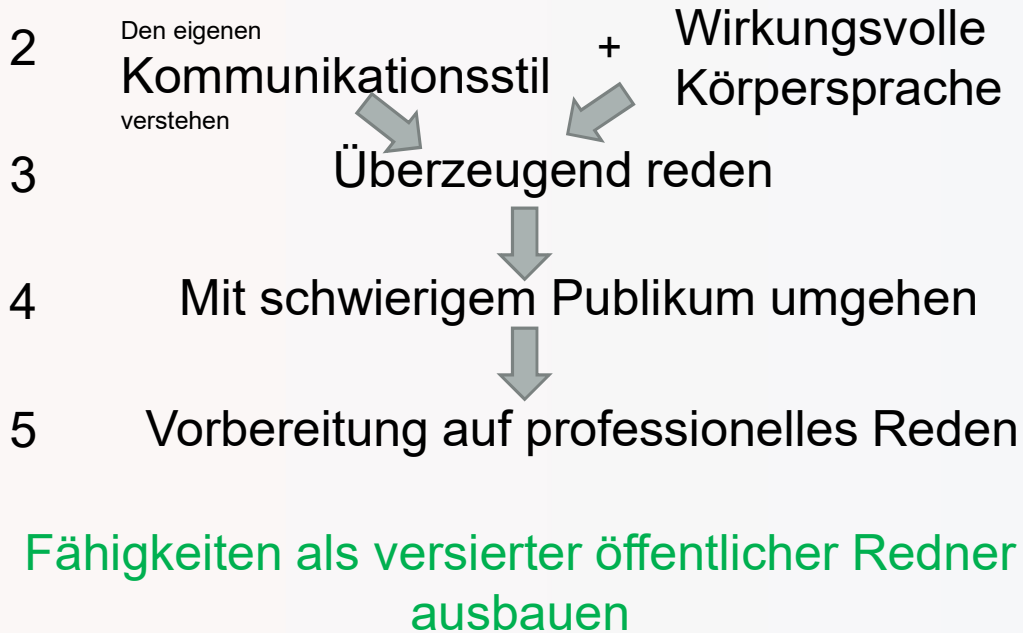 2
Den eigenen
Kommunikationsstil
verstehen
+
Wirkungsvolle
Körpersprache
3
Überzeugend reden
4
Mit schwierigem Publikum umgehen
5
Vorbereitung auf professionelles Reden
Fähigkeiten als versierter öffentlicher Redner
ausbauen